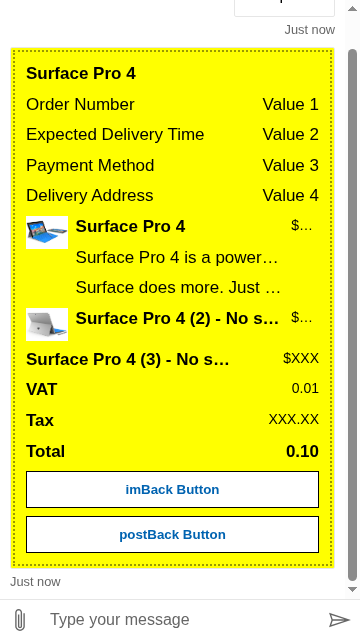 Just now
Surface Pro 4
Order Number Value 1
Expected Delivery Time Value 2
Payment Method Value 3
Delivery Address Value 4
Surface Pro 4 $...
Surface Pro 4 is a power...
Surface does more. Just ...
Surface Pro 4 (2) - No s... $...
Surface Pro 4 (3) - No s... $XXX
VAT 0.01
Tax XXX.XX
Total 0.10
imBack Button
postBack Button
Just now
Type your message